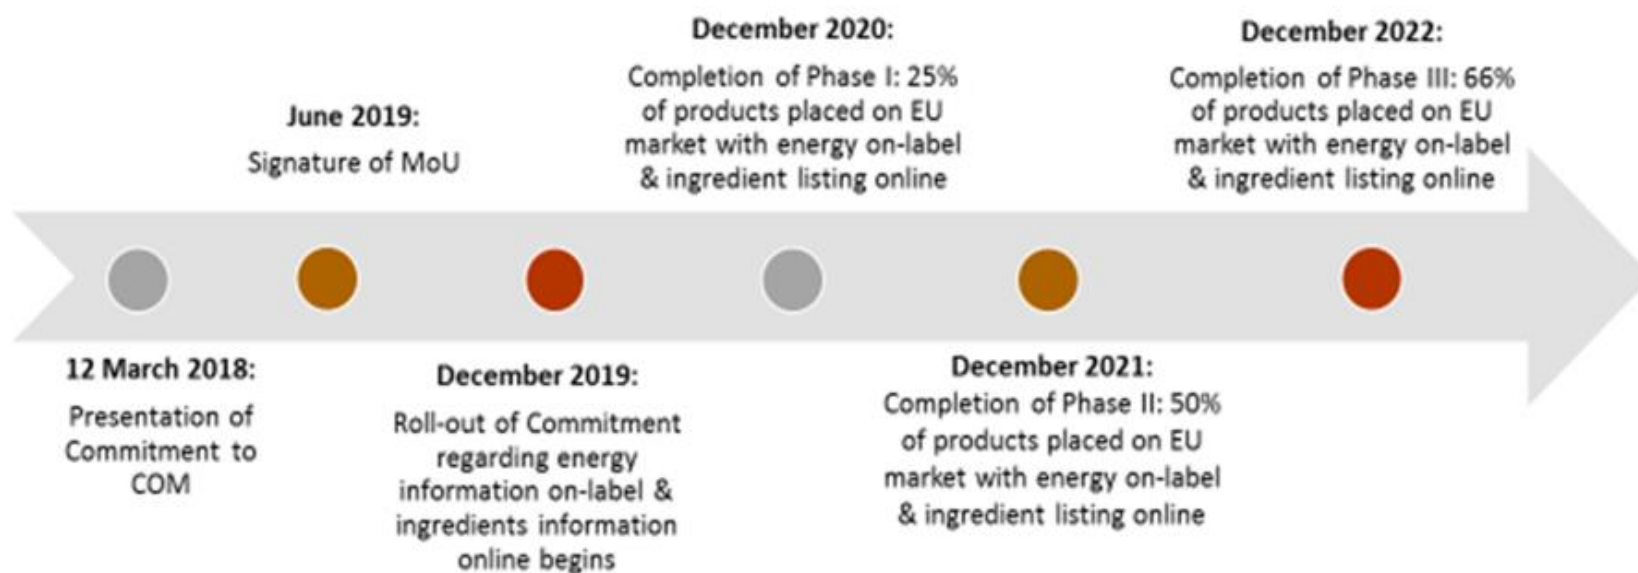 12 March 2018:
Presentation of
Commitment to
COM
June 2019:
Signature of MoU
December 2019:
Roll-out of Commitment
regarding energy
information on-label &
ingredients information
online begins
December 2020:
Completion of Phase I: 25%
of products placed on EU
market with energy on-label
& ingredient listing online
December 2021:
Completion of Phase II: 50%
of products placed on EU
market with energy on-label
& ingredient listing online
December 2022:
Completion of Phase III: 66%
of products placed on EU
market with energy on-label
& ingredient listing online